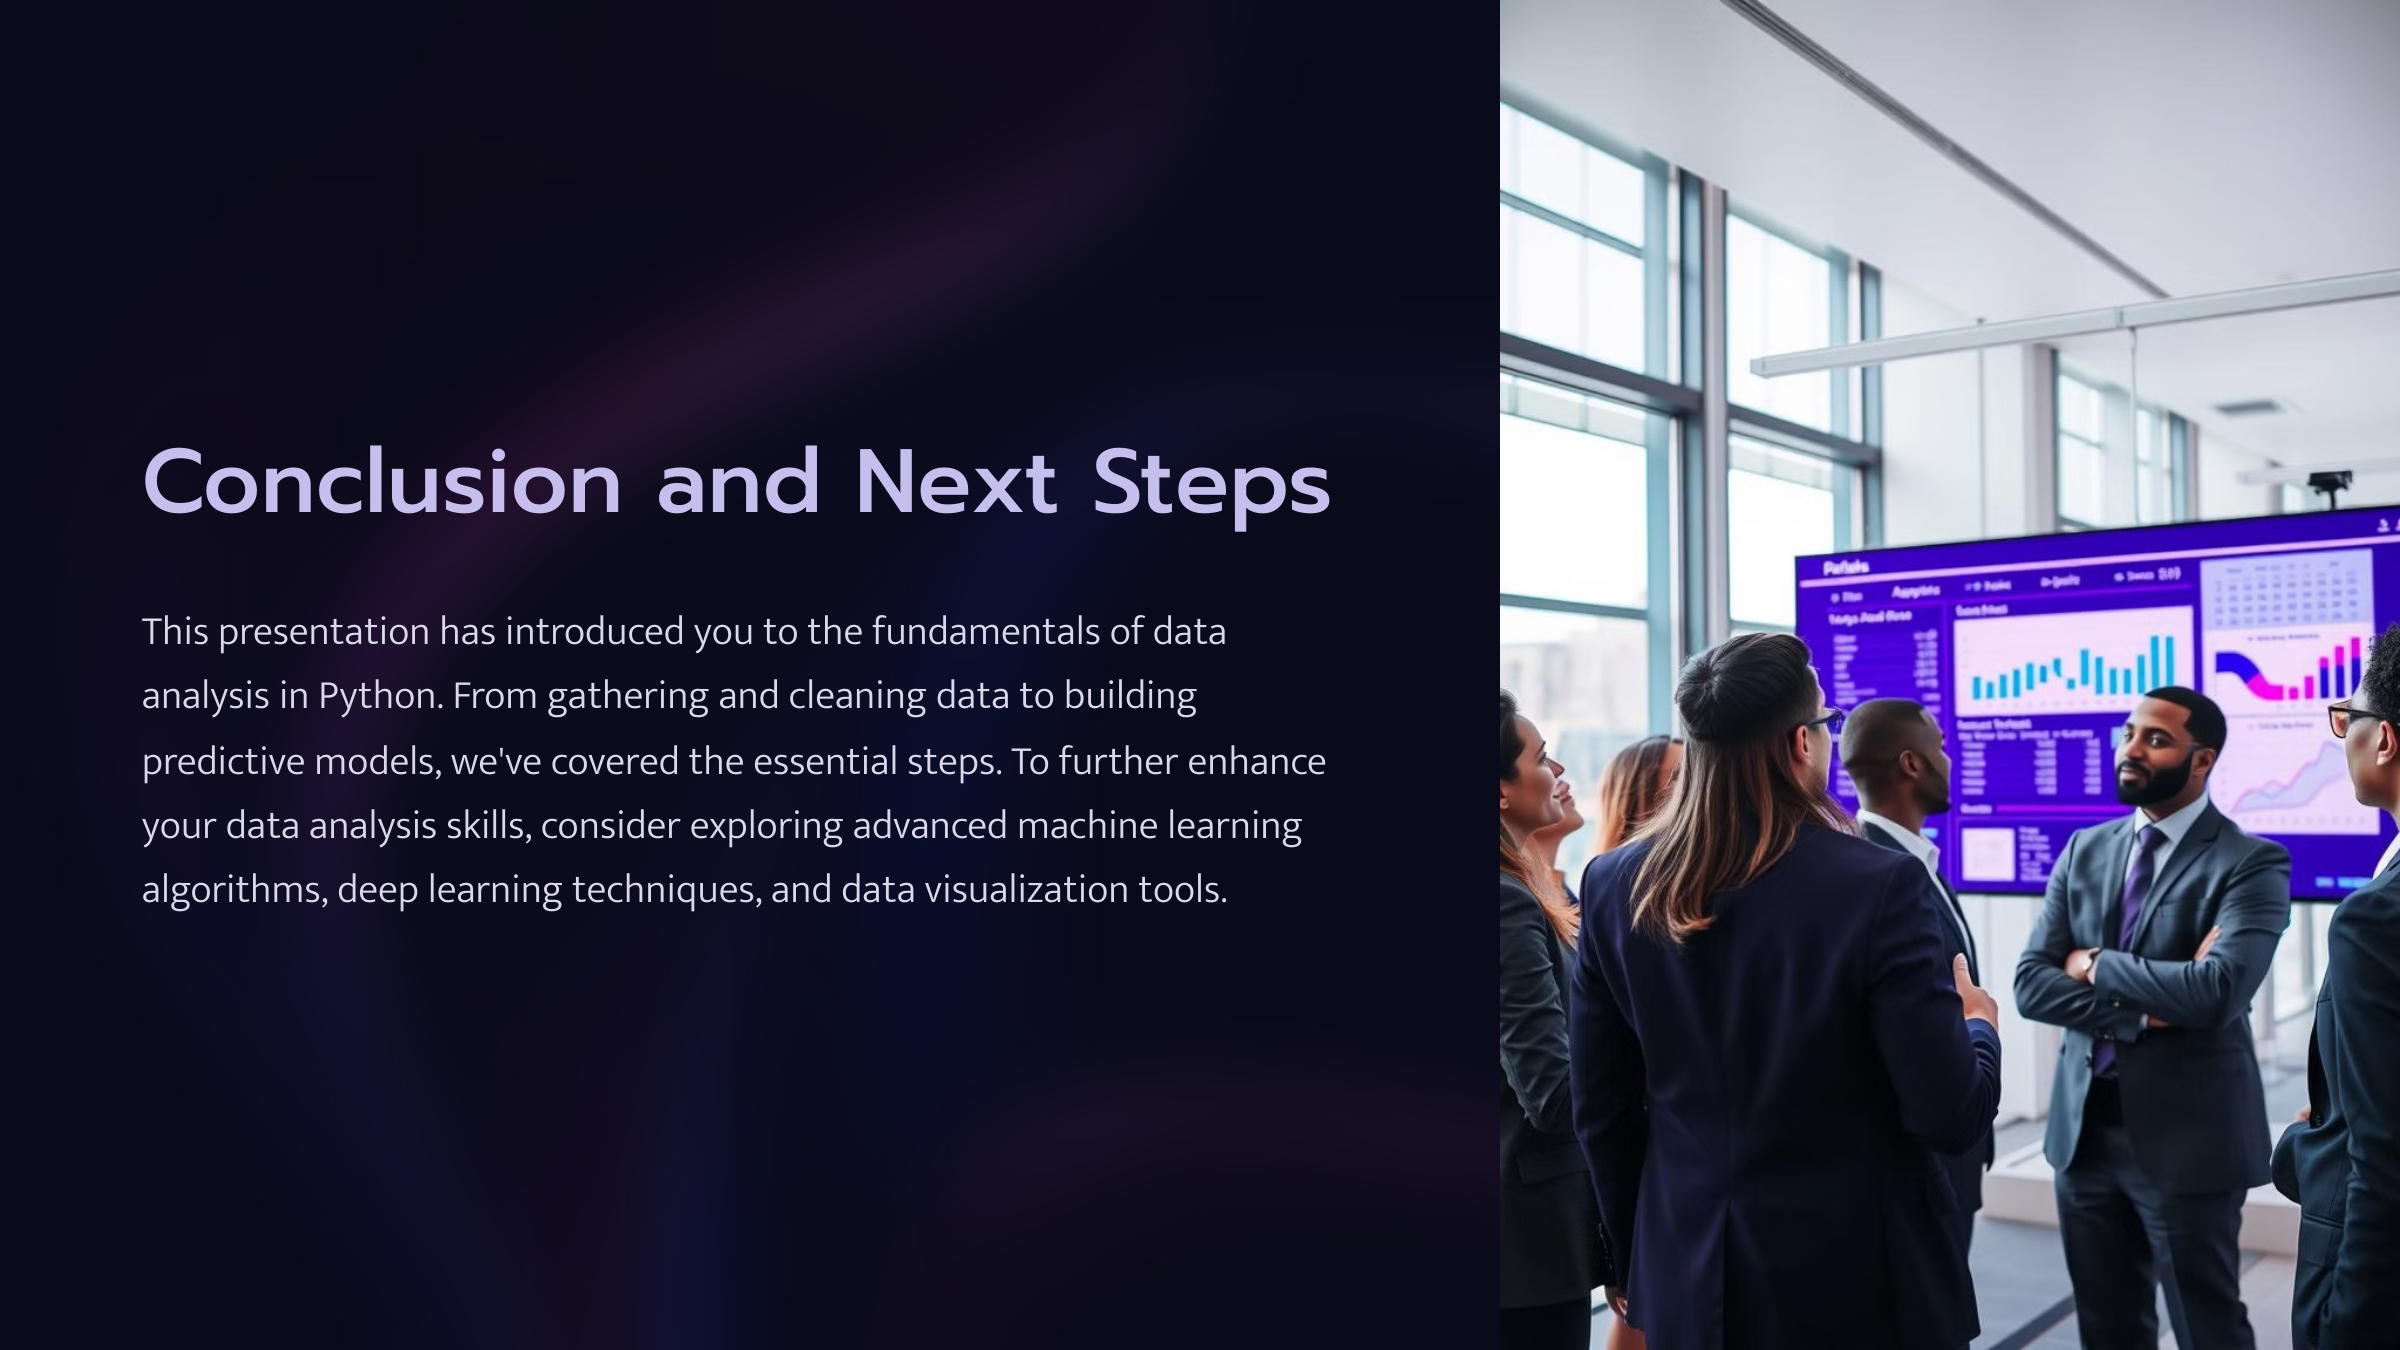 Conclusion and Next Steps
This presentation has introduced you to the fundamentals of data
analysis in Python. From gathering and cleaning data to building
predictive models, we've covered the essential steps. To further enhance
your data analysis skills, consider exploring advanced machine learning
algorithms, deep learning techniques, and data visualization tools.